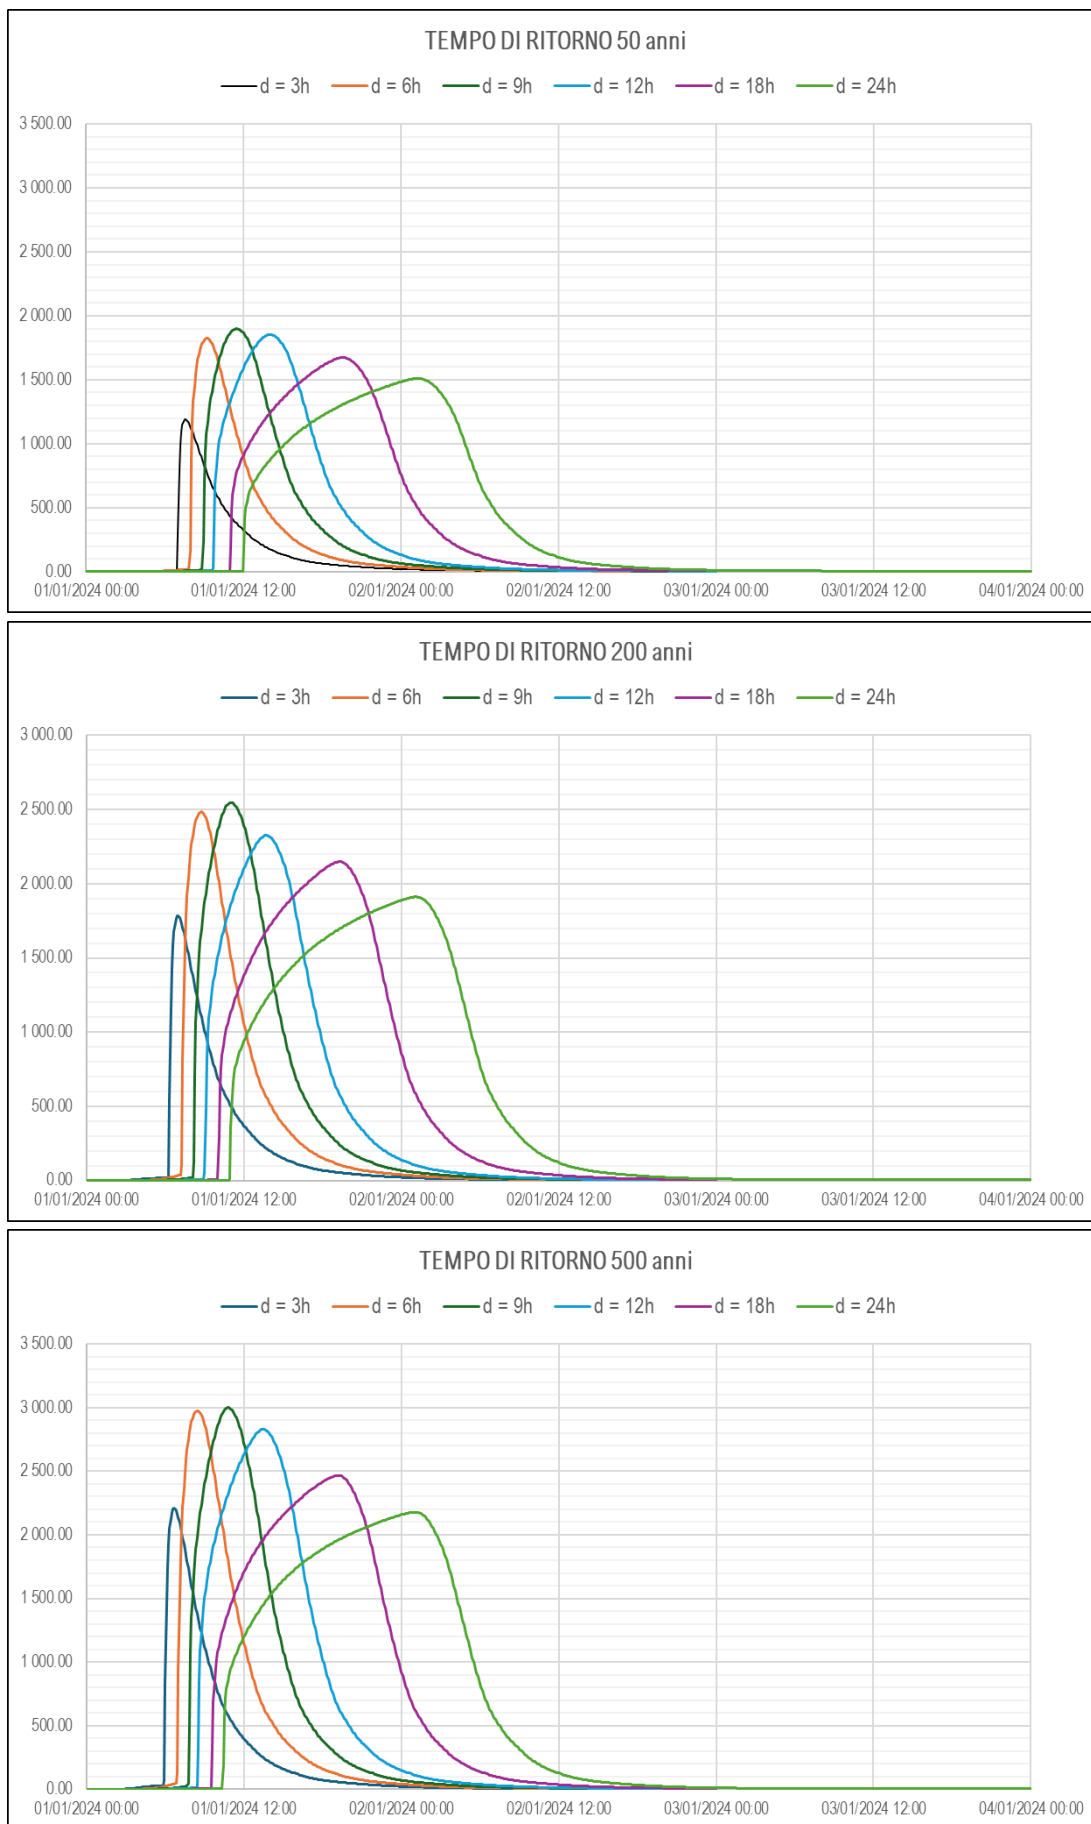 TEMPO DI RITORNO 50 anni
d = 3h d = 6h d = 9h d = 12h d = 18h d = 24h
3 500.00
3 000.00
2 500.00
2 000.00
1 500.00
1 000.00
500.00
0.00
01/01/2024 00:00 01/01/2024 12:00 02/01/2024 00:00 02/01/2024 12:00 03/01/2024 00:00 03/01/2024 12:00 04/01/2024 00:00
TEMPO DI RITORNO 200 anni
d = 3h d = 6h d = 9h d = 12h d = 18h d = 24h
3 000.00
2 500.00
2 000.00
1 500.00
1 000.00
500.00
0.00
01/01/2024 00:00 01/01/2024 12:00 02/01/2024 00:00 02/01/2024 12:00 03/01/2024 00:00 03/01/2024 12:00 04/01/2024 00:00
TEMPO DI RITORNO 500 anni
d = 3h d = 6h d = 9h d = 12h d = 18h d = 24h
3 500.00
3 000.00
2 500.00
2 000.00
1 500.00
1 000.00
500.00
0.00
01/01/2024 00:00 01/01/2024 12:00 02/01/2024 00:00 02/01/2024 12:00 03/01/2024 00:00 03/01/2024 12:00 04/01/2024 00:00